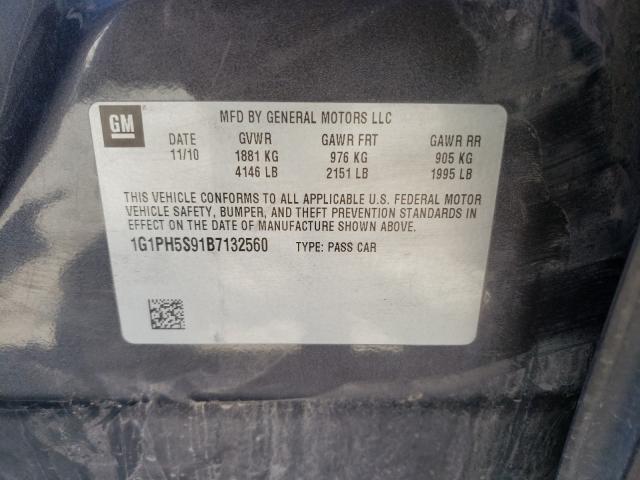 GM
MFD BY GENERAL MOTORS LLC
DATE GVWR GAWR FRT GAWR RR
11/10 1881 KG 976 KG 905 KG
4146 LB 2151 LB 1995 LB
THIS VEHICLE CONFORMS TO ALL APPLICABLE U.S. FEDERAL MOTOR
VEHICLE SAFETY, BUMPER, AND THEFT PREVENTION STANDARDS IN
EFFECT ON THE DATE OF MANUFACTURE SHOWN ABOVE.
1G1PH5S91B7132560 TYPE: PASS CAR